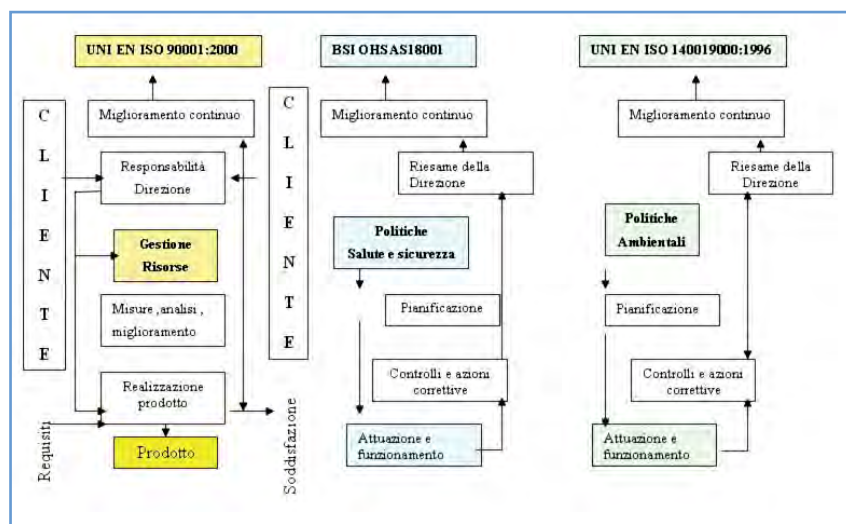 UNI EN ISO 90001:2000
BSI OHSAS18001
UNI EN ISO 140019000:1996
CLIENTE
Miglioramento continuo
Responsabilità
Direzione
Gestione
Risorse
Misure ,analisi ,
miglioramento
Realizzazione
prodotto
Prodotto
Requisiti
CLIENTE
Soddisfazione
Miglioramento continuo
Riesame della
Direzione
Politiche
Salute e sicurezza
Pianificazione
Controlli e azioni
correttive
Attuazione e
funzionamento
Miglioramento continuo
Riesame della
Direzione
Politiche
Ambientali
Pianificazione
Controlli e azioni
correttive
Attuazione e
funzionamento